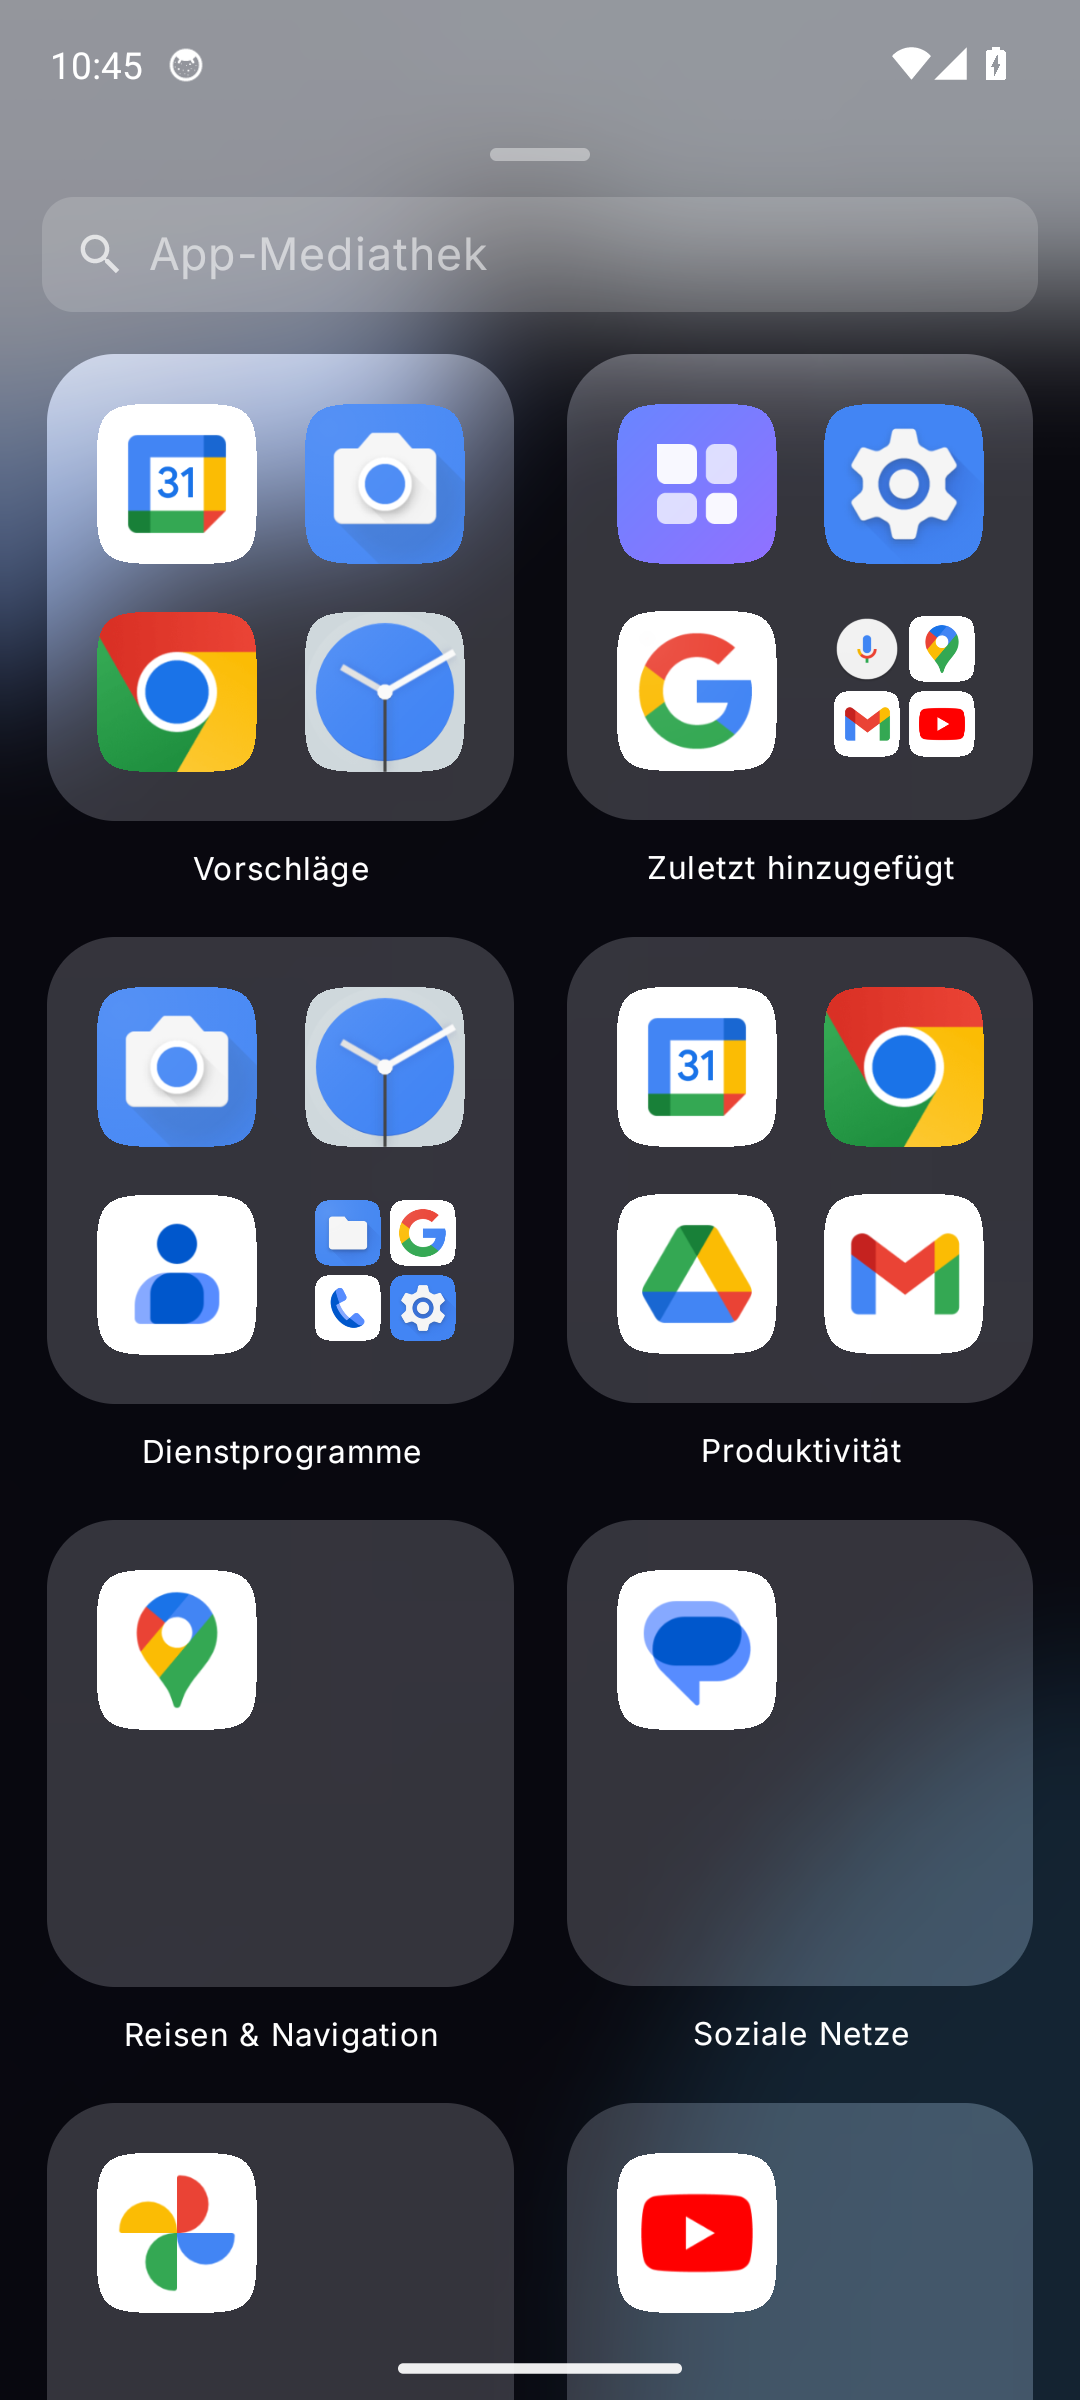 10:45
App-Mediathek
31
Vorschläge
Zuletzt hinzugefügt
31
Dienstprogramme
Produktivität
Reisen & Navigation
Soziale Netze